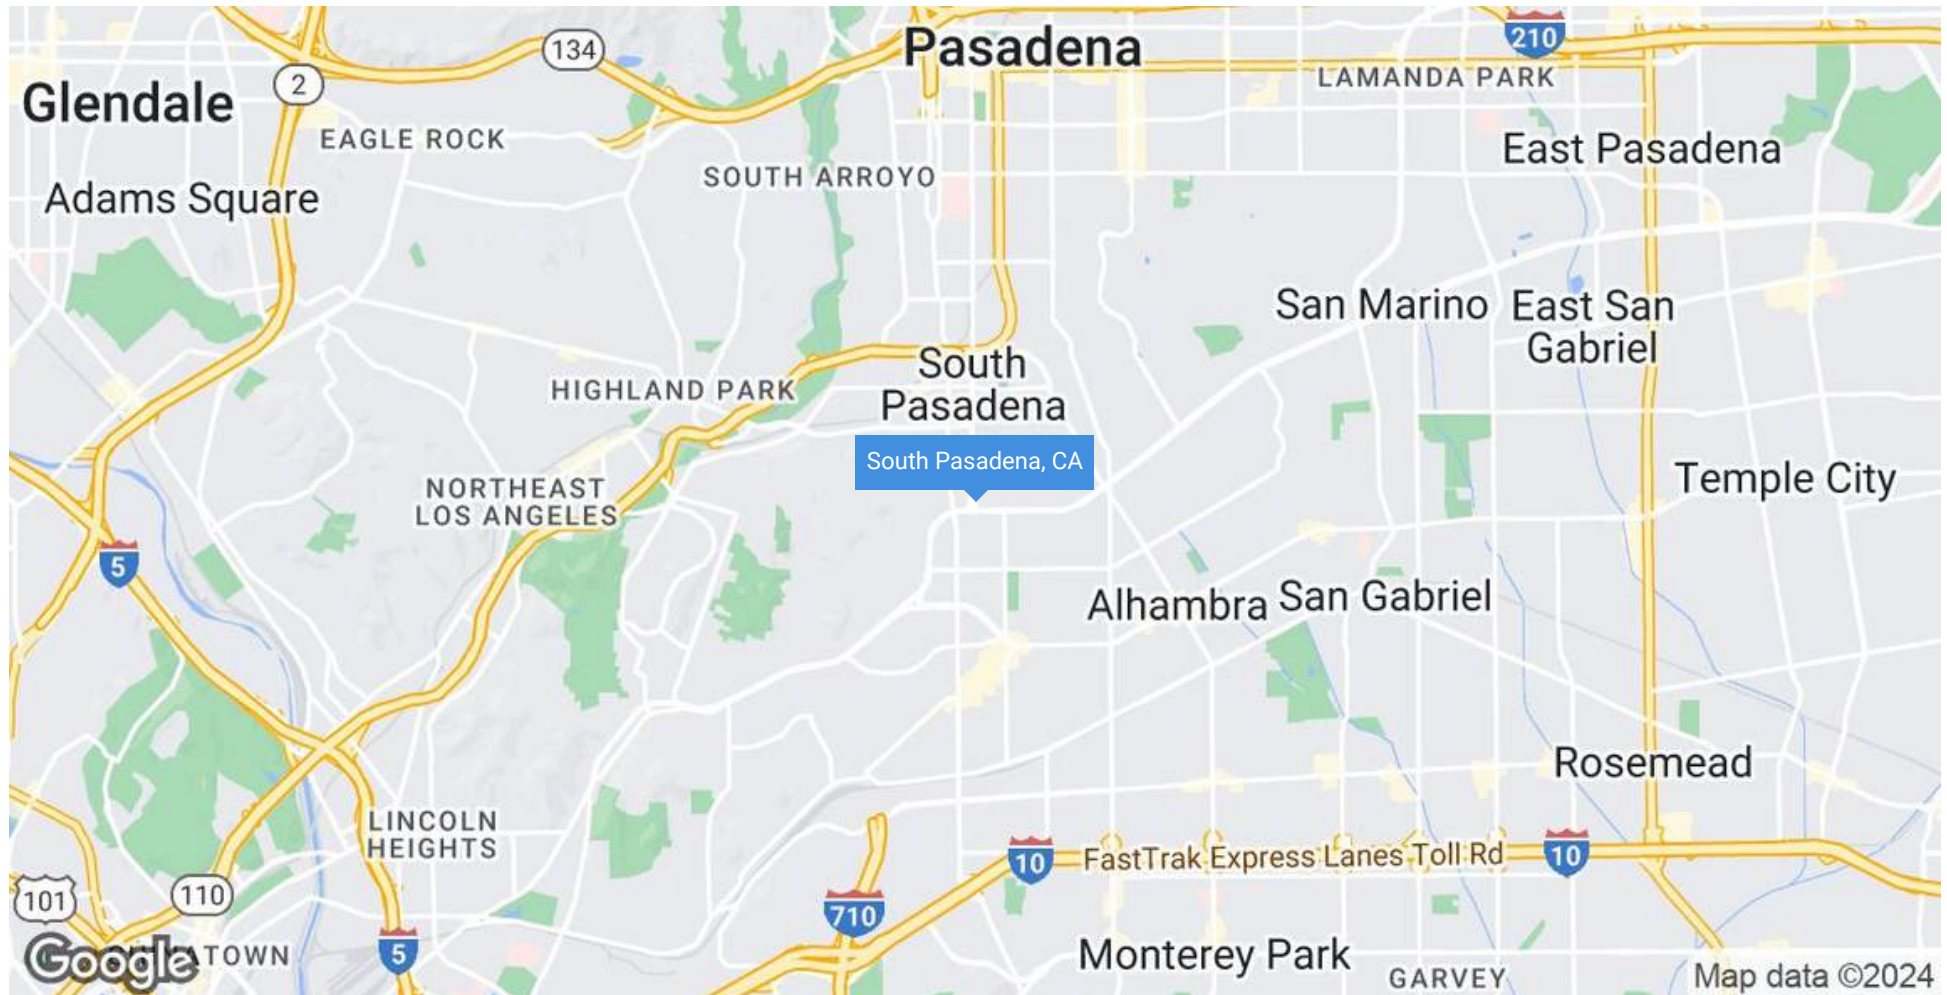 Pasadena
210
134
2
LAMANDA PARK
Glendale
EAGLE ROCK
East Pasadena
SOUTH ARROYO
Adams Square
San Marino
East San
Gabriel
South
Pasadena
HIGHLAND PARK
South Pasadena, CA
Temple City
NORTHEAST
LOS ANGELES
5
Alhambra
San Gabriel
Rosemead
LINCOLN
HEIGHTS
10
FastTrak Express Lanes Toll Rd
10
101
110
710
5
Monterey Park
GARVEY
Google
ATOWN
Map data ©2024